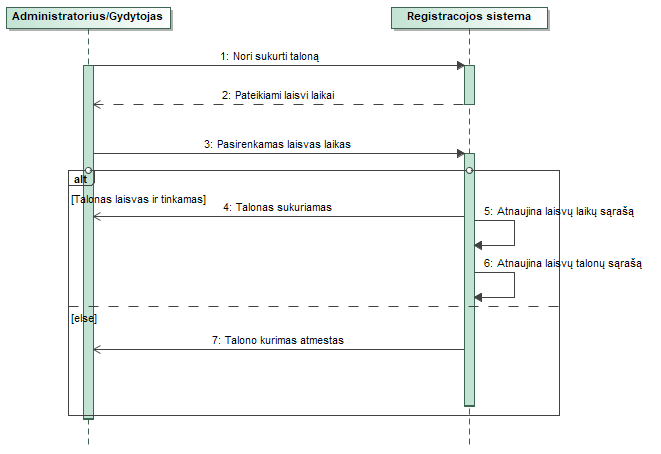 Administratorius/Gydytojas
Registracojos sistema
1: Nori sukurti taloną
2: Pateikiami laisvi laikai
3: Pasirenkamas laisvas laikas
alt
[Talonas laisvas ir tinkamas]
4: Talonas sukuriamas
5: Atnaujina laisvų laikų sąrašą
6: Atnaujina laisvų talonų sąrašą
[else]
7: Talono kurimas atmestas